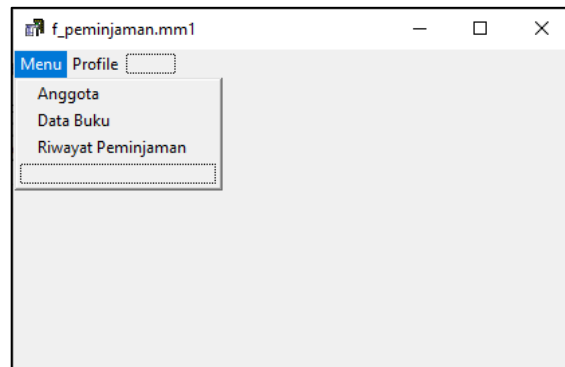 f_peminjaman.mm1
Menu Profile
Anggota
Data Buku
Riwayat Peminjaman